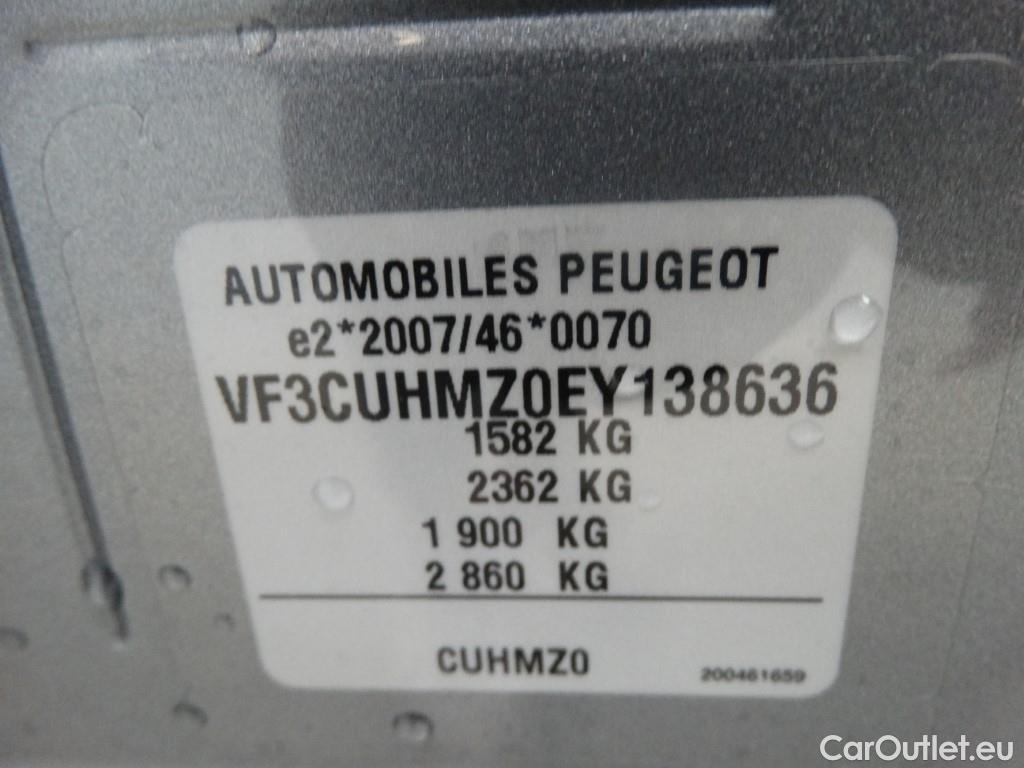 AUTOMOBILES PEUGEOT
e2*2007/46*0070
VF3CUHMZ0EY138636
1582 KG
2362 KG
1 900 KG
2 860 KG
CUHMZ0
200461659
CarOutlet.eu